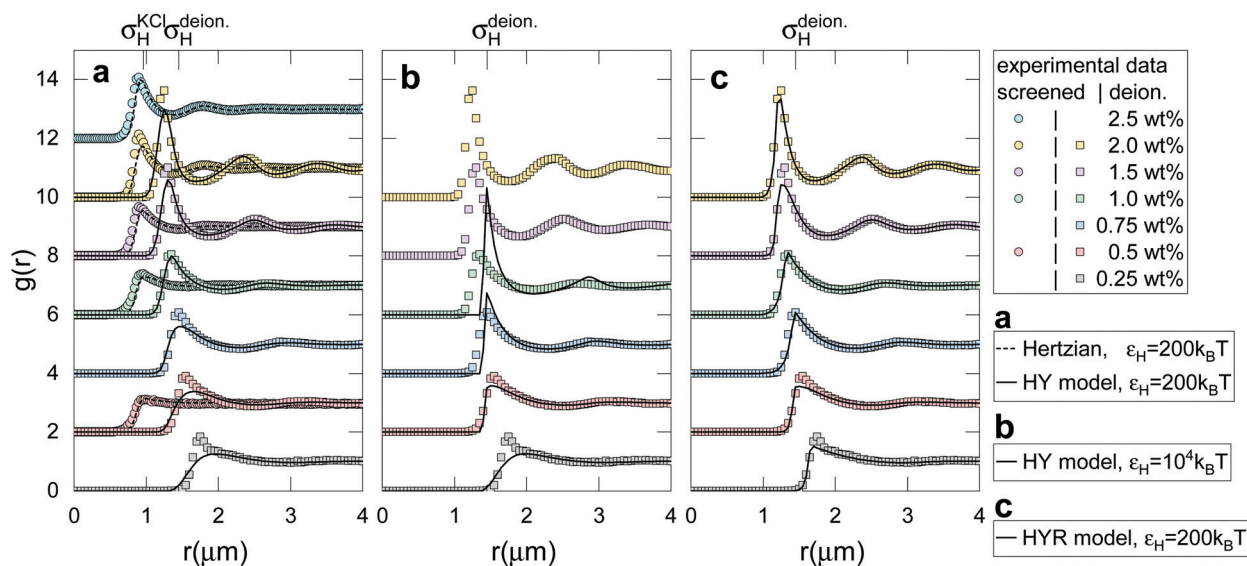 σ_H^KCl σ_H^deion.
σ_H^deion.
σ_H^deion.
a
b
c
14
12
10
8
6
4
2
0
g(r)
0 1 2 3 4
0 1 2 3 4
0 1 2 3 4
r(μm)
r(μm)
r(μm)
experimental data
screened | deion.
| 2.5 wt%
| 2.0 wt%
| 1.5 wt%
| 1.0 wt%
| 0.75 wt%
| 0.5 wt%
| 0.25 wt%
a
Hertzian, ε_H=200k_BT
HY model, ε_H=200k_BT
b
HY model, ε_H=10⁴k_BT
c
HYR model, ε_H=200k_BT